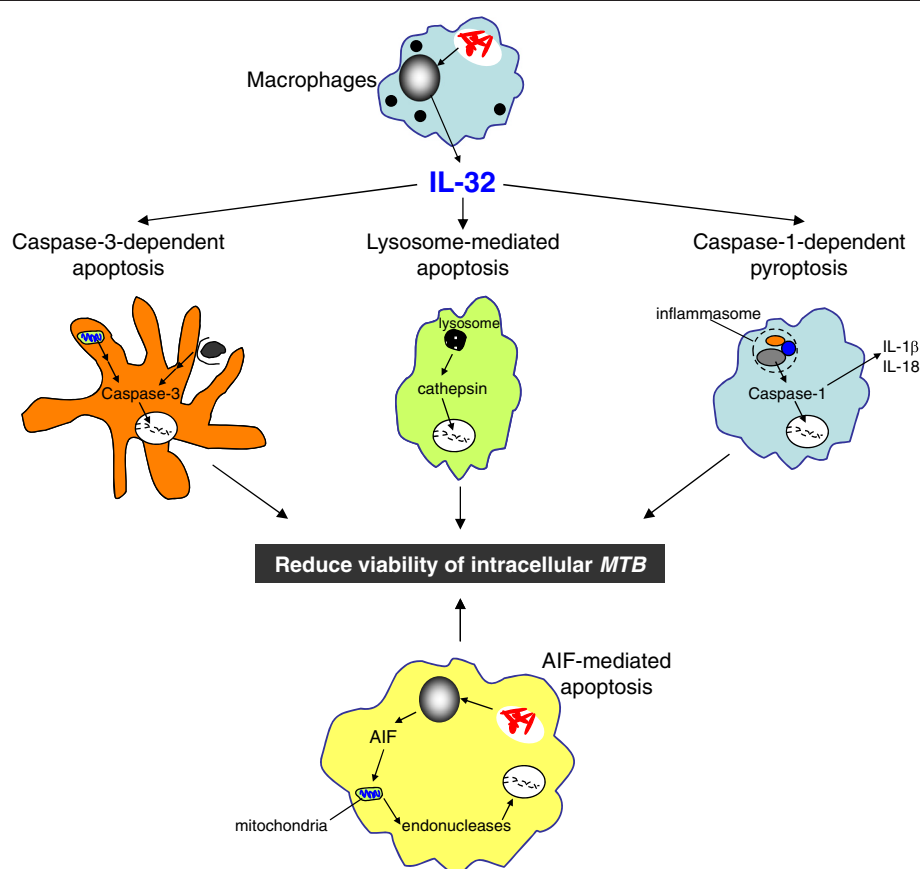 Macrophages
IL-32
Caspase-3-dependent
apoptosis
Lysosome-mediated
apoptosis
Caspase-1-dependent
pyroptosis
lysosome
inflammasome
IL-1β
IL-18
Caspase-3
cathepsin
Caspase-1
Reduce viability of intracellular MTB
AIF-mediated
apoptosis
AIF
mitochondria
endonucleases